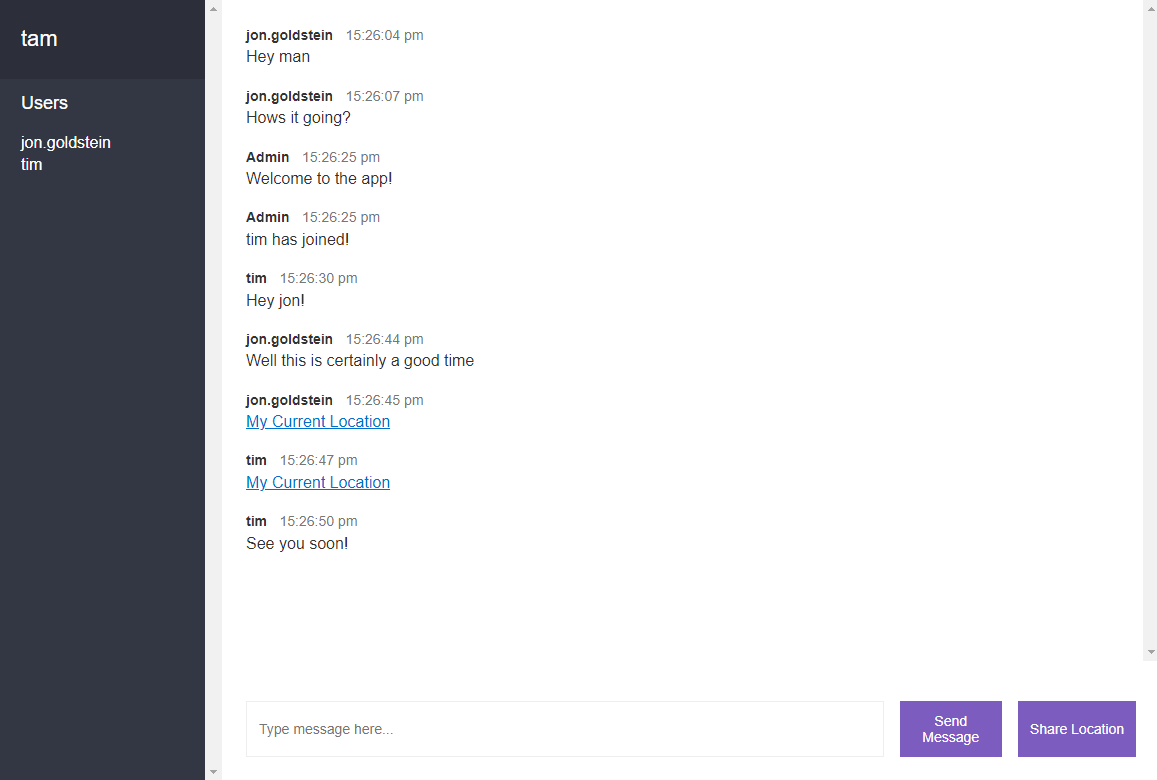 tam
Users
jon.goldstein
tim
jon.goldstein 15:26:04 pm
Hey man
jon.goldstein 15:26:07 pm
Hows it going?
Admin 15:26:25 pm
Welcome to the app!
Admin 15:26:25 pm
tim has joined!
tim 15:26:30 pm
Hey jon!
jon.goldstein 15:26:44 pm
Well this is certainly a good time
jon.goldstein 15:26:45 pm
My Current Location
tim 15:26:47 pm
My Current Location
tim 15:26:50 pm
See you soon!
Type message here...
Send
Message
Share Location